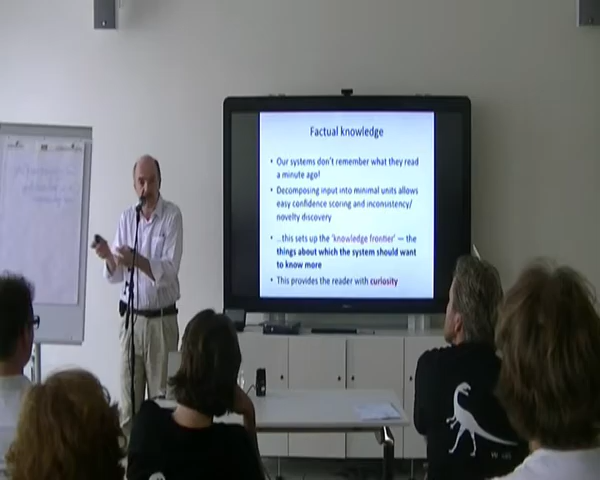 Factual knowledge
• Our systems don't remember what they read
a minute ago!
• Decomposing input into minimal units allows
easy confidence scoring and inconsistency/
novelty discovery
• ...this sets up the 'knowledge frontier' — the
things about which the system should want
to know more
• This provides the reader with curiosity